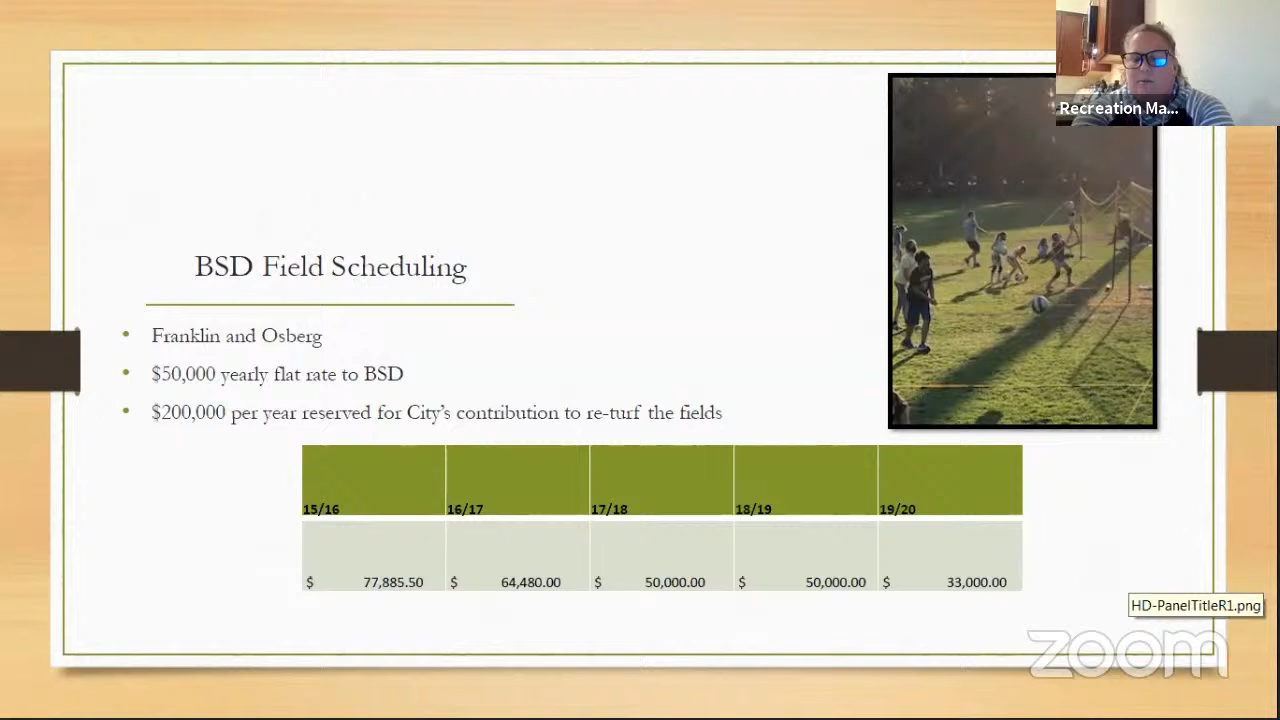 Recreation Ma...
BSD Field Scheduling
• Franklin and Osberg
• $50,000 yearly flat rate to BSD
• $200,000 per year reserved for City's contribution to re-turf the fields
15/16 16/17 17/18 18/19 19/20
$ 77,885.50 $ 64,480.00 $ 50,000.00 $ 50,000.00 $ 33,000.00
HD-PanelTitleR1.png
zoom